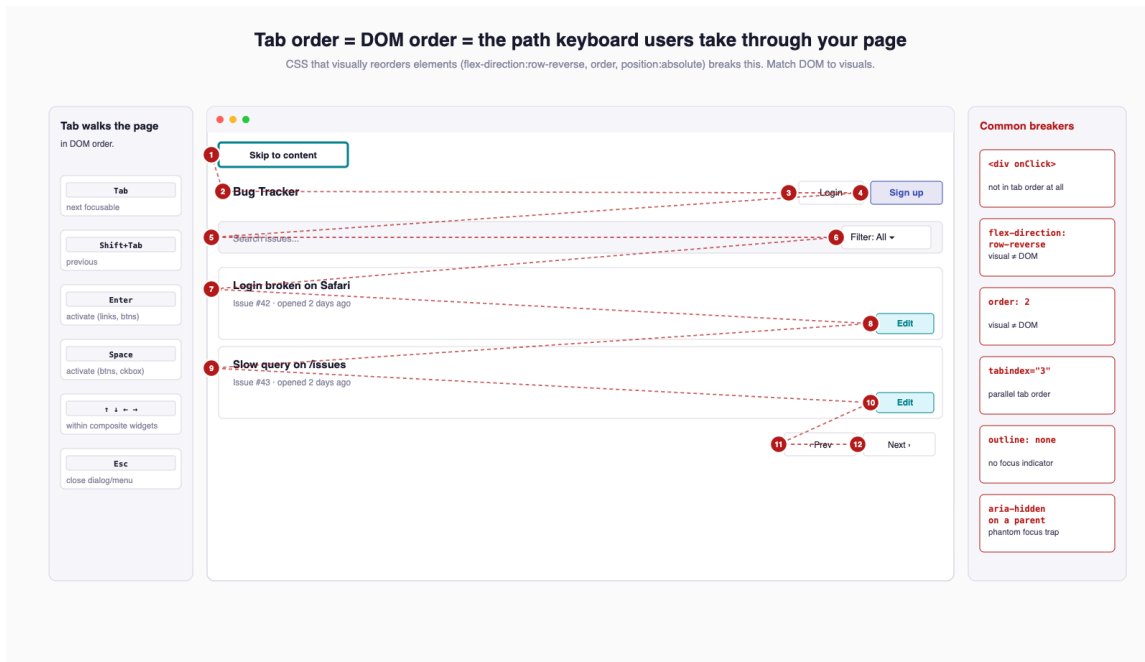 Tab order = DOM order = the path keyboard users take through your page
CSS that visually reorders elements (flex-direction:row-reverse, order, position:absolute) breaks this. Match DOM to visuals.
Tab walks the page
in DOM order.
Tab
next focusable
Shift+Tab
previous
Enter
activate (links, btns)
Space
activate (btns, ckbox)
↑ ↓ ← →
within composite widgets
Esc
close dialog/menu
1 Skip to content
2 Bug Tracker 3 Login 4 Sign up
5 Search issues... 6 Filter: All ▾
7 Login broken on Safari
Issue #42 · opened 2 days ago
8 Edit
9 Slow query on /issues
Issue #43 · opened 2 days ago
10 Edit
11 ‹ Prev 12 Next ›
Common breakers
<div onClick>
not in tab order at all
flex-direction:
row-reverse
visual ≠ DOM
order: 2
visual ≠ DOM
tabindex="3"
parallel tab order
outline: none
no focus indicator
aria-hidden
on a parent
phantom focus trap